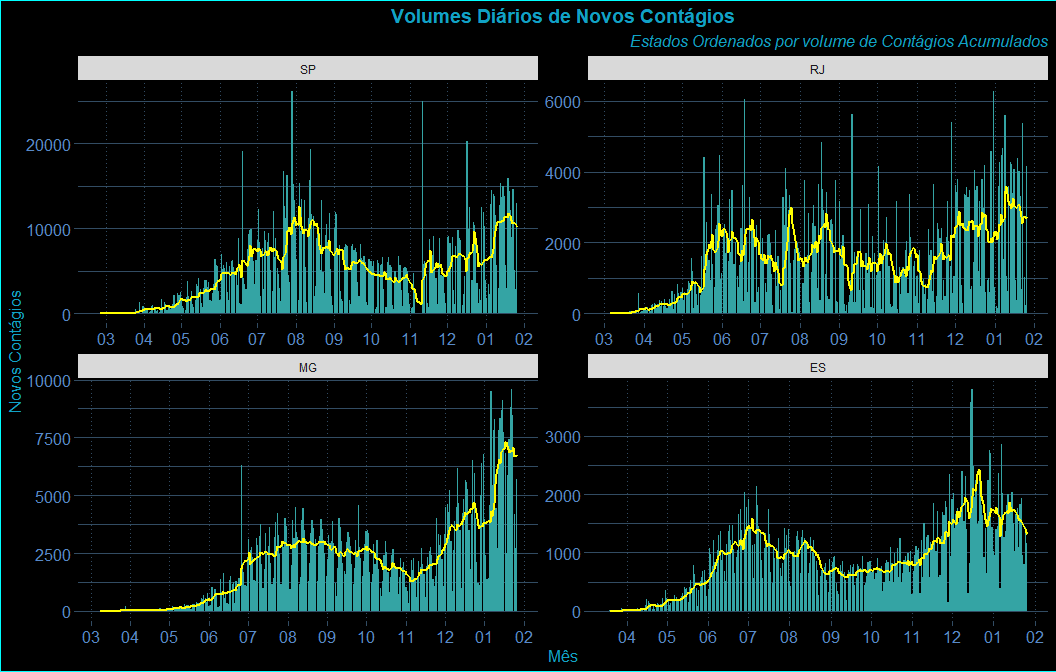 Volumes Diários de Novos Contágios
Estados Ordenados por volume de Contágios Acumulados
SP
RJ
20000
10000
0
6000
4000
2000
0
03 04 05 06 07 08 09 10 11 12 01 02
03 04 05 06 07 08 09 10 11 12 01 02
MG
ES
10000
7500
5000
2500
0
3000
2000
1000
0
03 04 05 06 07 08 09 10 11 12 01 02
04 05 06 07 08 09 10 11 12 01 02
Novos Contágios
Mês